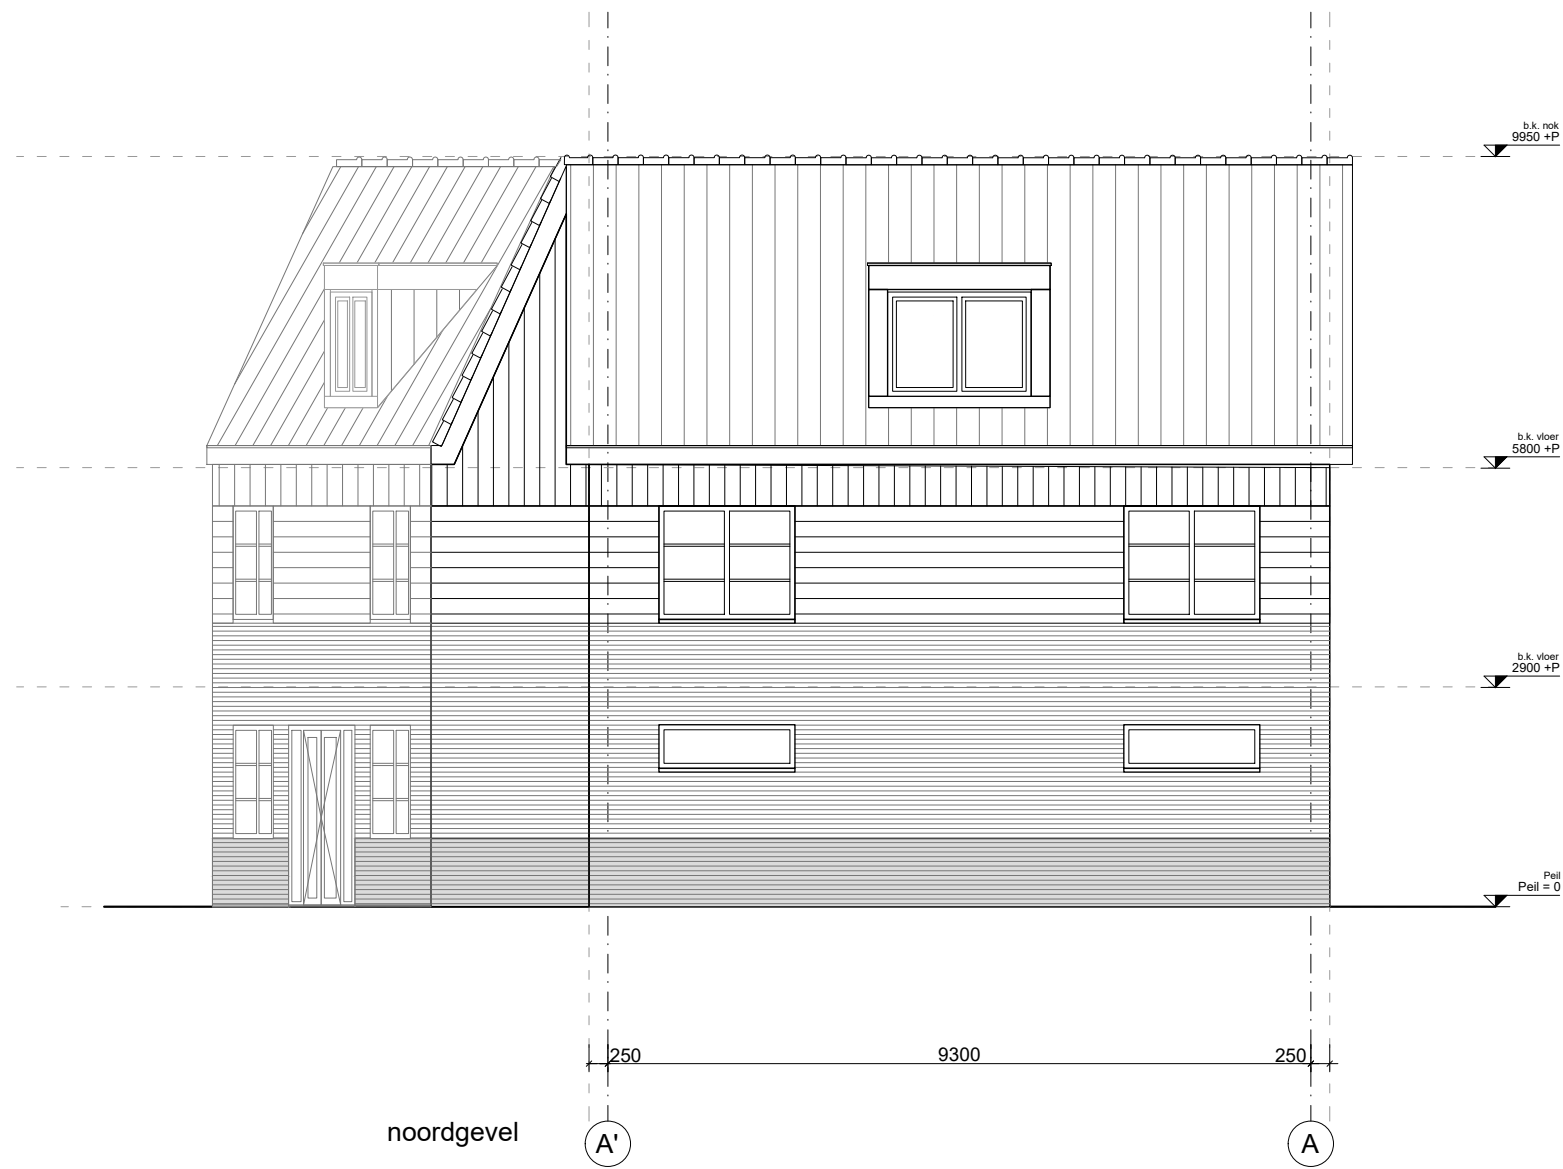 b.k. nok
9950 +P
b.k. vloer
5800 +P
b.k. vloer
2900 +P
Peil
Peil = 0
250 9300 250
noordgevel A' A